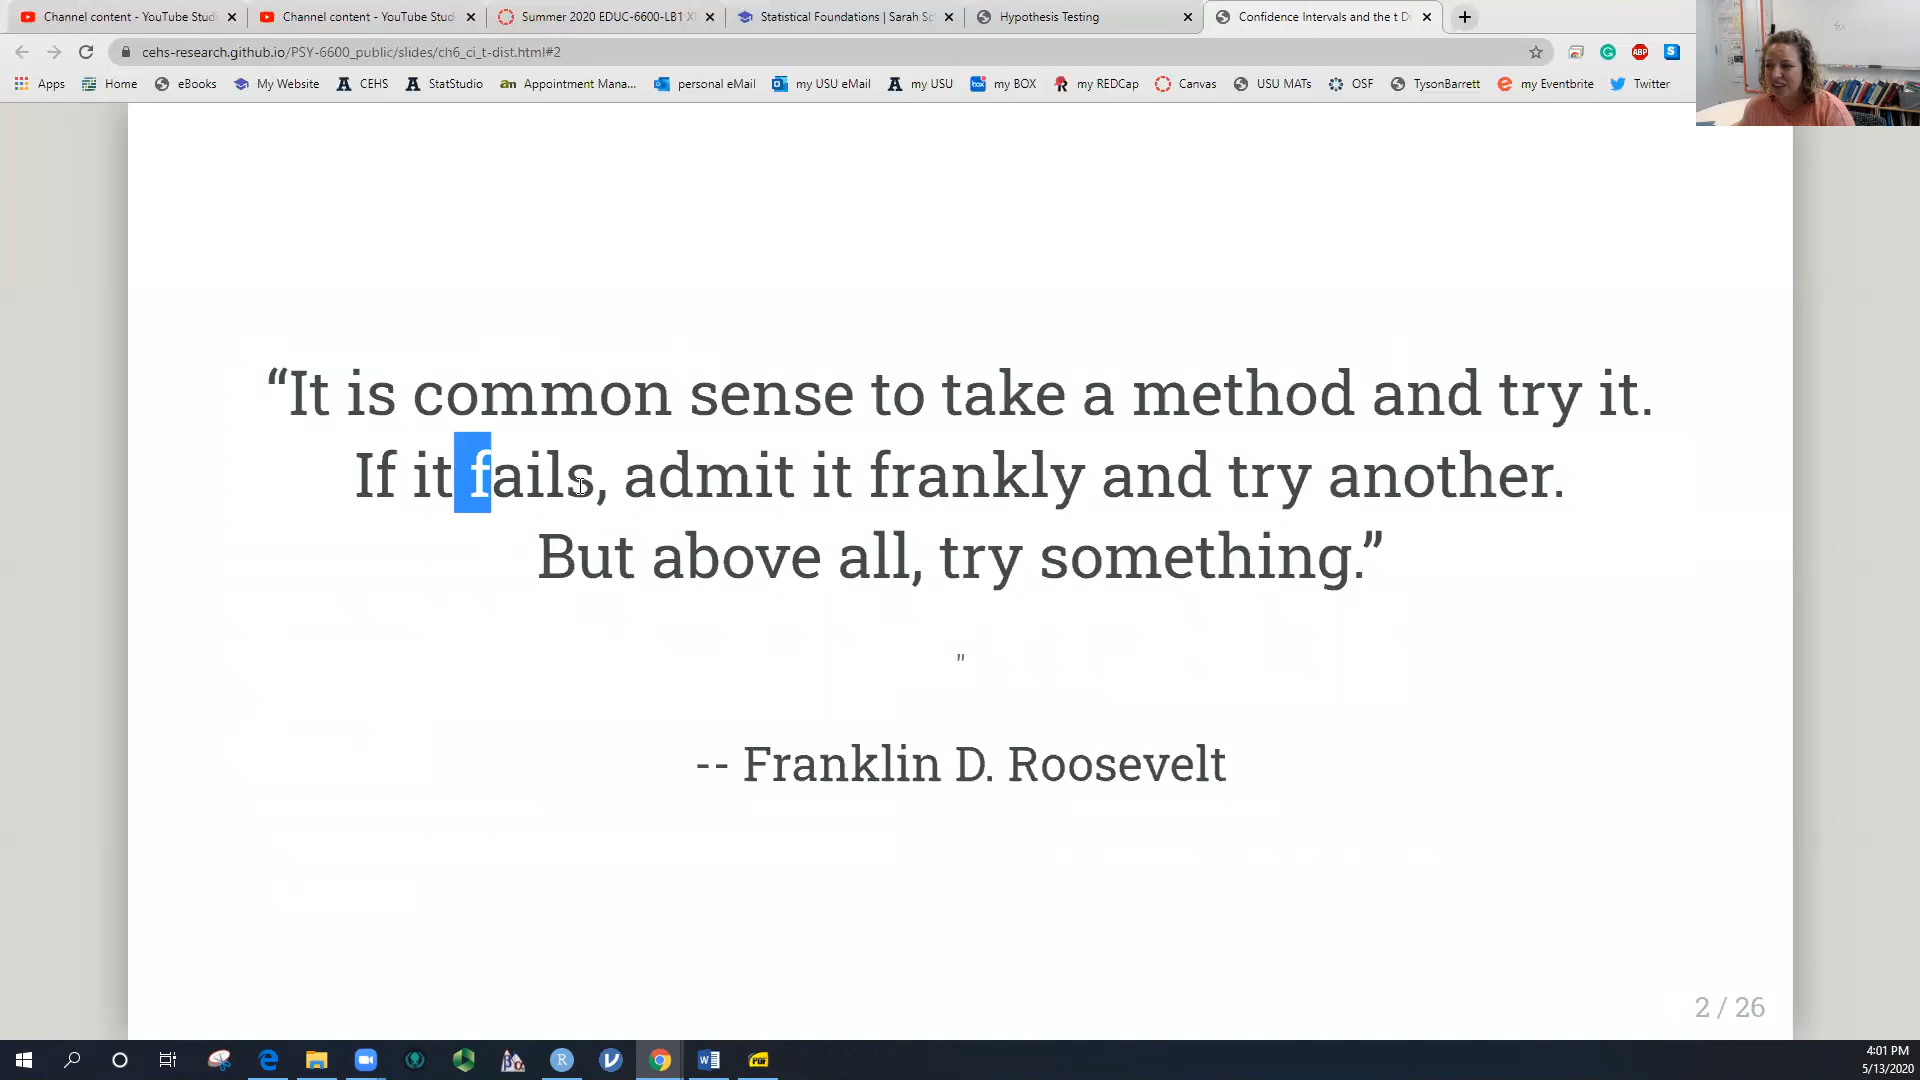 Channel content - YouTube Stud
Channel content - YouTube Stud
Summer 2020 EDUC-6600-LB1 XL
Statistical Foundations | Sarah Sc
Hypothesis Testing
Confidence Intervals and the t Di
cehs-research.github.io/PSY-6600_public/slides/ch6_ci_t-dist.html#2
Apps
Home
eBooks
My Website
CEHS
StatStudio
Appointment Mana...
personal eMail
my USU eMail
my USU
my BOX
my REDCap
Canvas
USU MATs
OSF
TysonBarrett
my Eventbrite
Twitter
“It is common sense to take a method and try it.
If it fails, admit it frankly and try another.
But above all, try something.”
"
-- Franklin D. Roosevelt
2 / 26
4:01 PM
5/13/2020